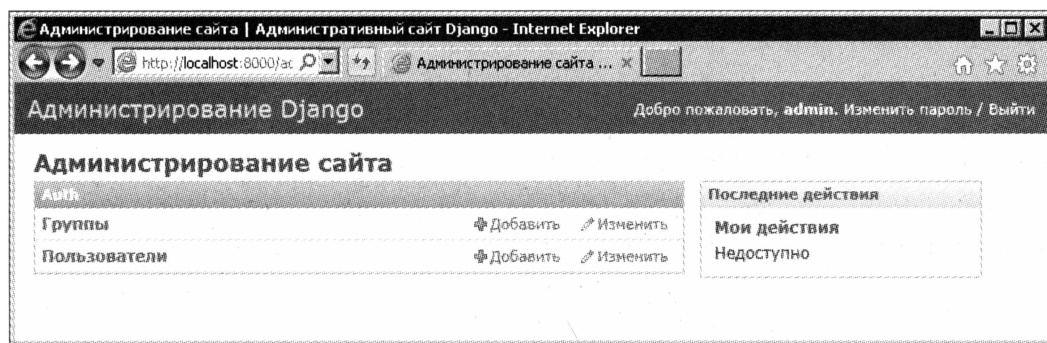 Администрирование сайта | Административный сайт Django - Internet Explorer
http://localhost:8000/ac
Администрирование сайта ...
Администрирование Django
Добро пожаловать, admin. Изменить пароль / Выйти
Администрирование сайта
Auth
Группы Добавить Изменить
Пользователи Добавить Изменить
Последние действия
Мои действия
Недоступно